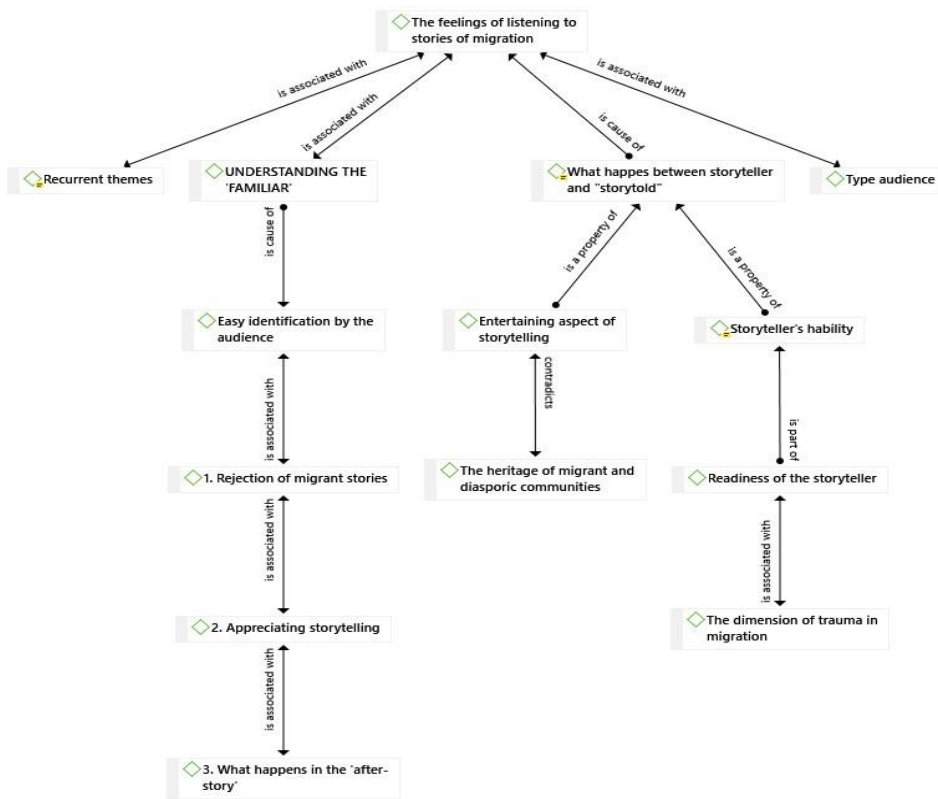 The feelings of listening to
stories of migration
is associated with
is associated with
is cause of
is associated with
Recurrent themes
UNDERSTANDING THE
'FAMILIAR'
What happes between storyteller
and "storytold"
Type audience
is cause of
is a property of
is a property of
Easy identification by the
audience
Entertaining aspect of
storytelling
Storyteller's hability
is associated with
contradicts
is part of
1. Rejection of migrant stories
The heritage of migrant and
diasporic communities
Readiness of the storyteller
is associated with
is associated with
2. Appreciating storytelling
The dimension of trauma in
migration
is associated with
3. What happens in the 'after-
story'